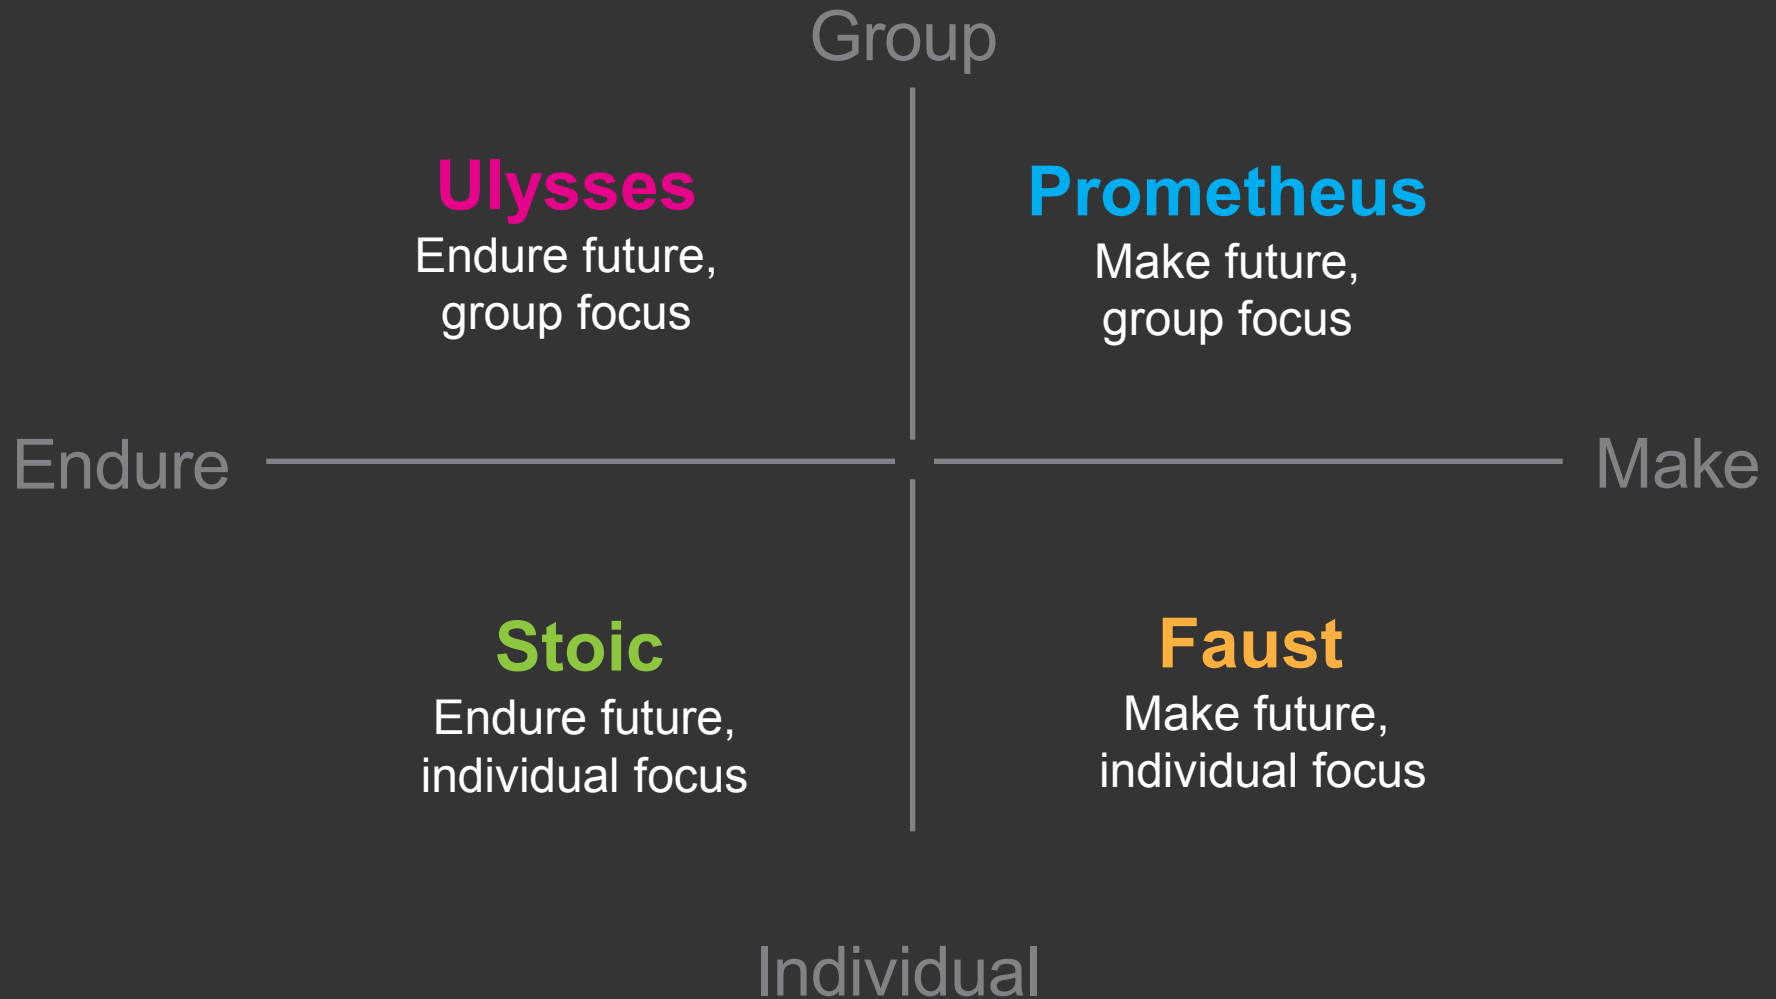 Group
Ulysses
Endure future,
group focus
Prometheus
Make future,
group focus
Endure
Make
Stoic
Endure future,
individual focus
Faust
Make future,
individual focus
Individual